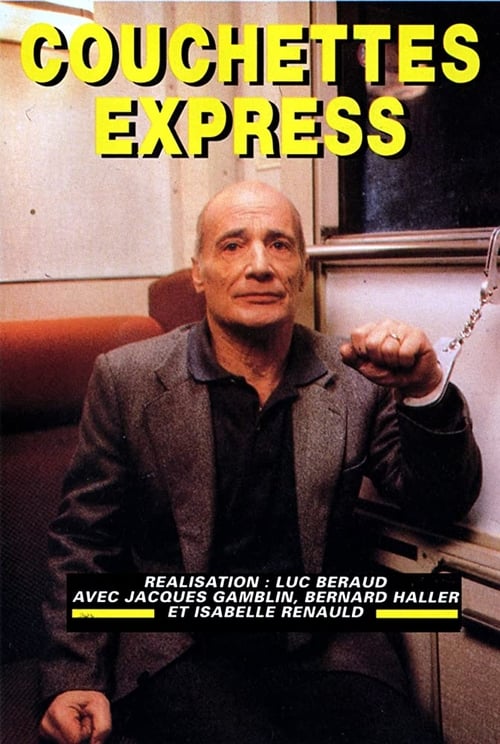 COUCHETTES
EXPRESS
REALISATION : LUC BERAUD
AVEC JACQUES GAMBLIN, BERNARD HALLER
ET ISABELLE RENAULD